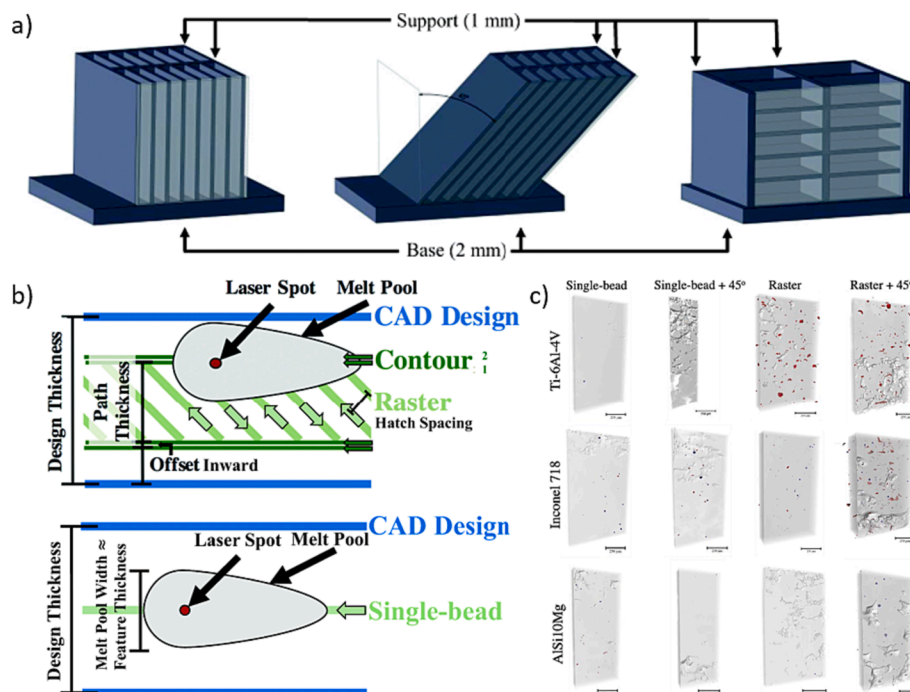 a)
Support (1 mm)
Base (2 mm)
b)
Laser Spot
Melt Pool
CAD Design
Contour 2
1
Raster
Hatch Spacing
Offset Inward
Design Thickness
Path
Thickness
CAD Design
Laser Spot
Melt Pool
Single-bead
Design Thickness
Melt Pool Width ≈
Feature Thickness
c)
Single-bead
Single-bead + 45°
Raster
Raster + 45°
Ti-6Al-4V
Inconel 718
AlSi10Mg